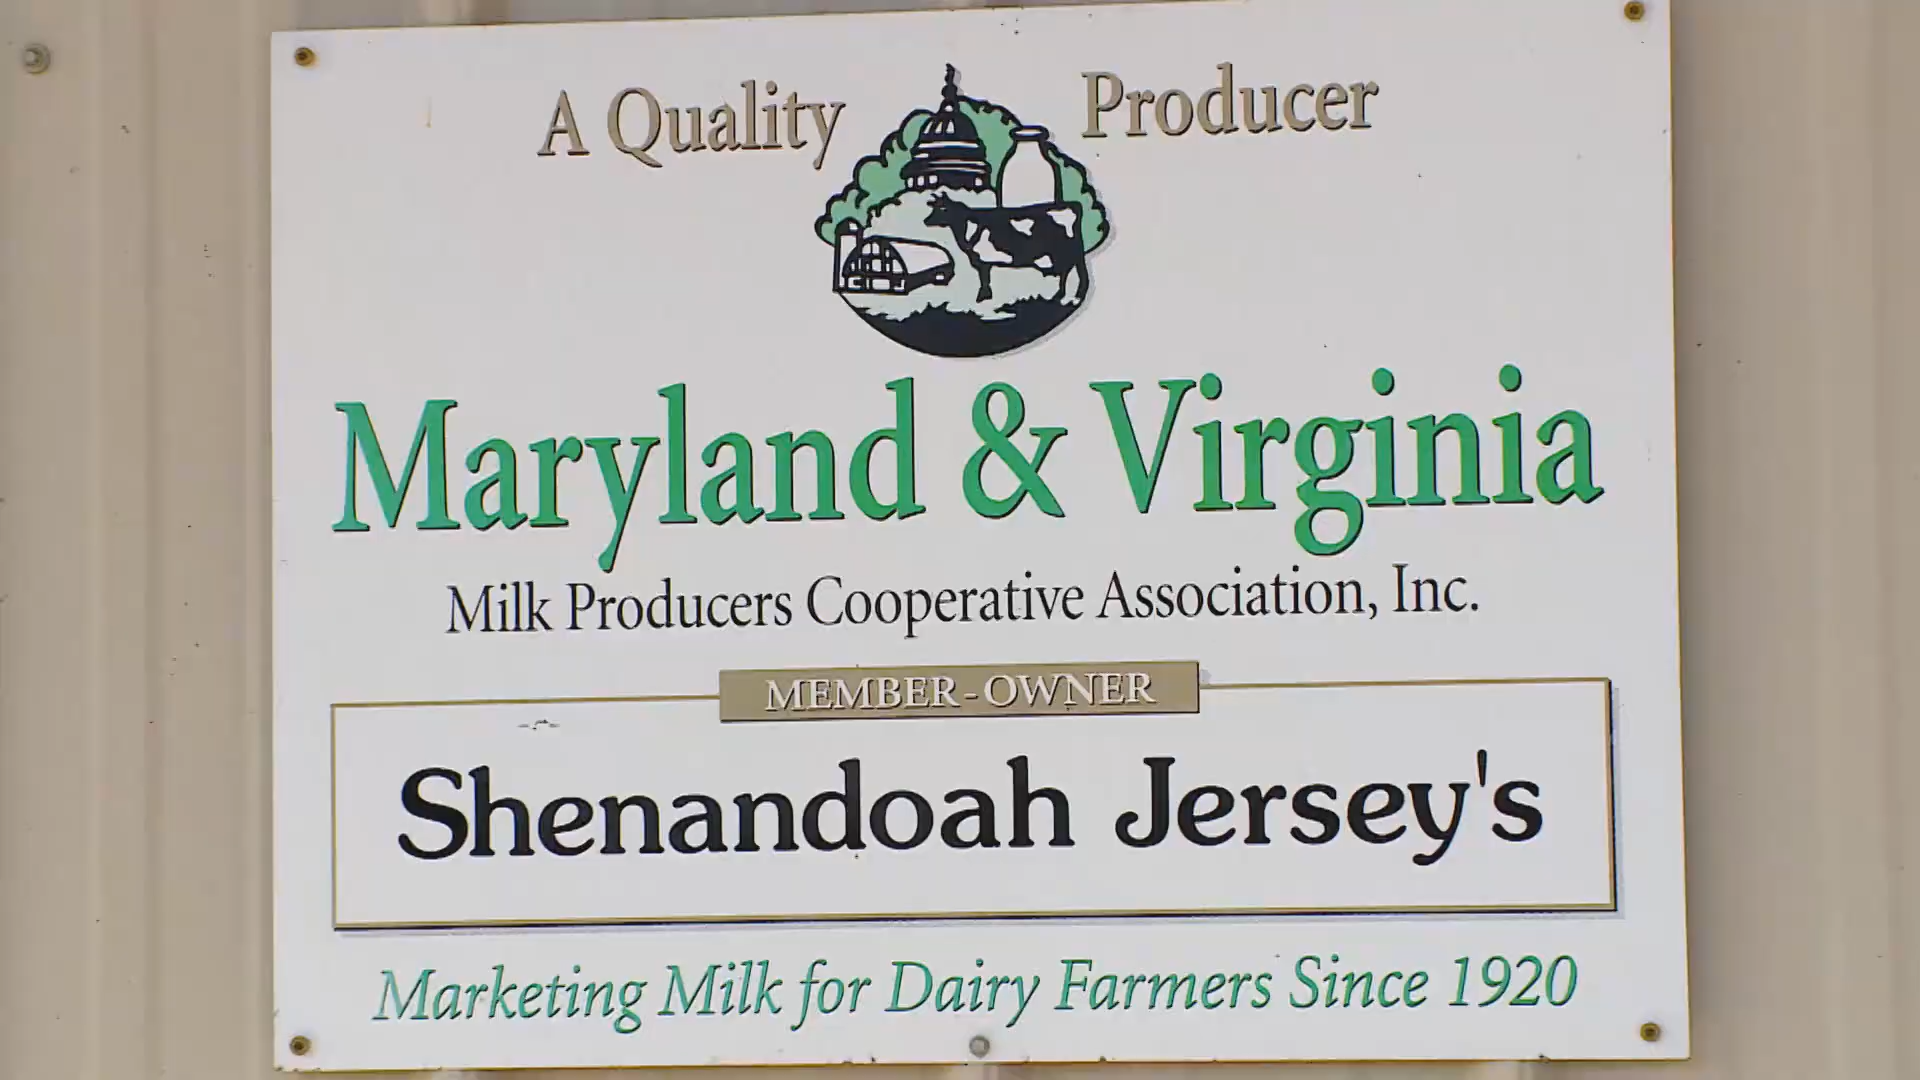 A Quality Producer
Maryland & Virginia
Milk Producers Cooperative Association, Inc.
MEMBER-OWNER
Shenandoah Jersey's
Marketing Milk for Dairy Farmers Since 1920